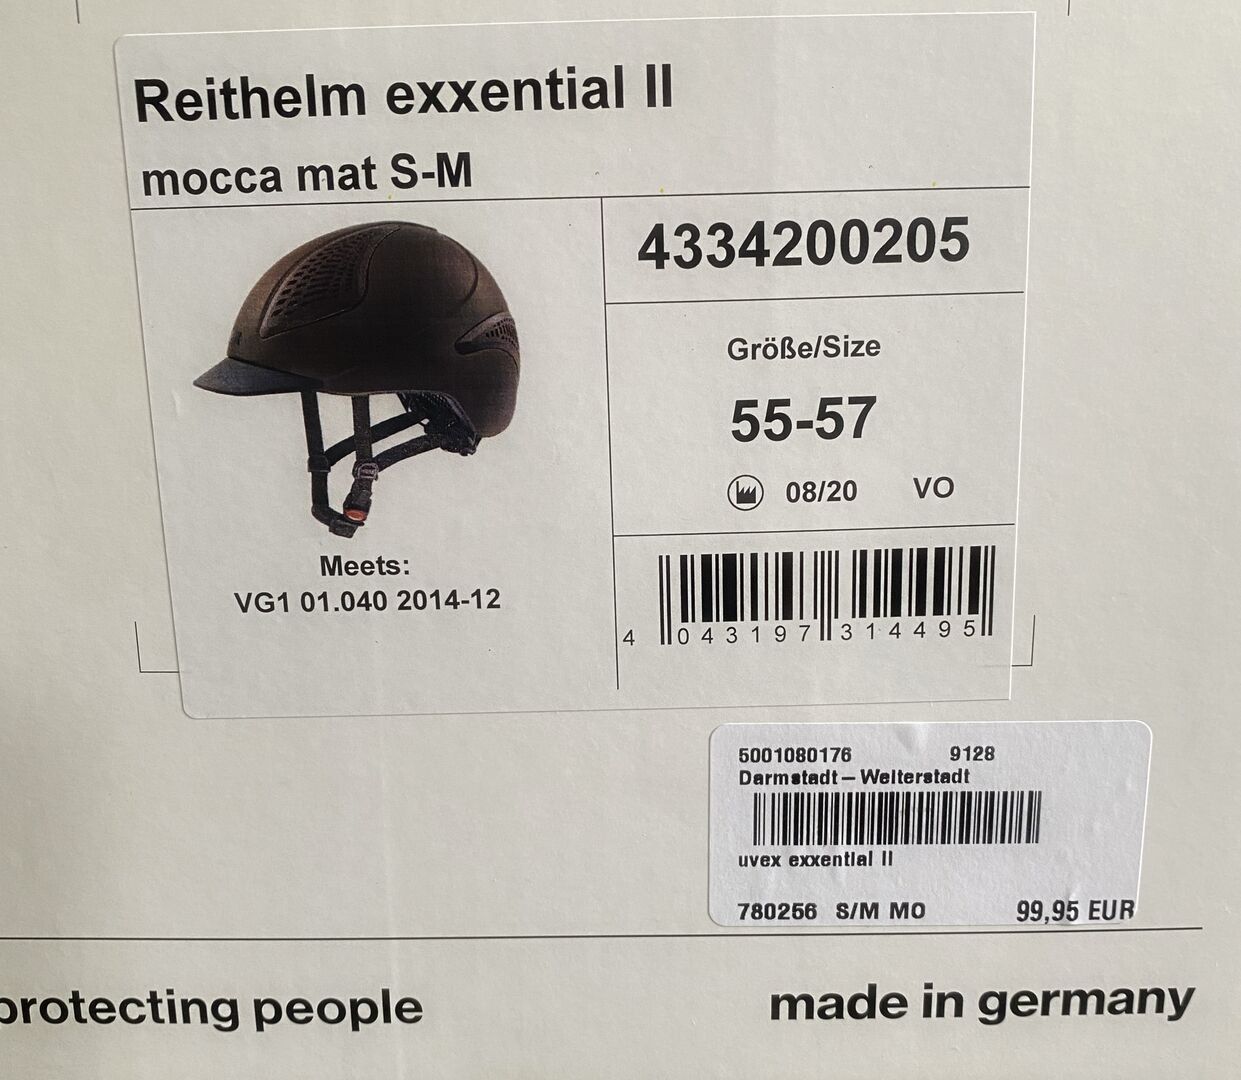 Reithelm exxential II
mocca mat S-M
4334200205
Größe/Size
55-57
08/20 VO
Meets:
VG1 01.040 2014-12
4 043197 314495
5001080176 9128
Darmstadt – Weiterstadt
uvex exxential II
780256 S/M MO 99,95 EUR
protecting people
made in germany